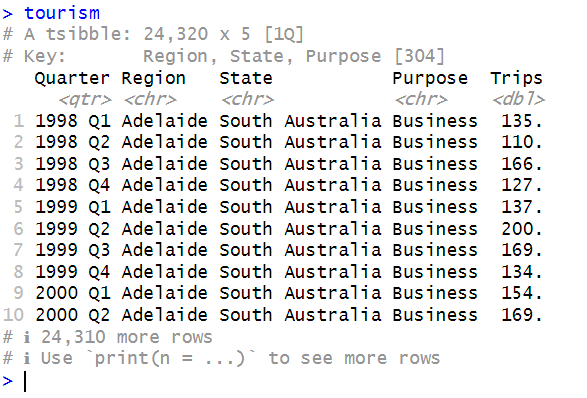 > tourism
# A tsibble: 24,320 x 5 [1Q]
# Key:       Region, State, Purpose [304]
   Quarter Region   State           Purpose  Trips
     <qtr> <chr>    <chr>           <chr>    <dbl>
 1 1998 Q1 Adelaide South Australia Business  135.
 2 1998 Q2 Adelaide South Australia Business  110.
 3 1998 Q3 Adelaide South Australia Business  166.
 4 1998 Q4 Adelaide South Australia Business  127.
 5 1999 Q1 Adelaide South Australia Business  137.
 6 1999 Q2 Adelaide South Australia Business  200.
 7 1999 Q3 Adelaide South Australia Business  169.
 8 1999 Q4 Adelaide South Australia Business  134.
 9 2000 Q1 Adelaide South Australia Business  154.
10 2000 Q2 Adelaide South Australia Business  169.
# ℹ 24,310 more rows
# ℹ Use `print(n = ...)` to see more rows
>